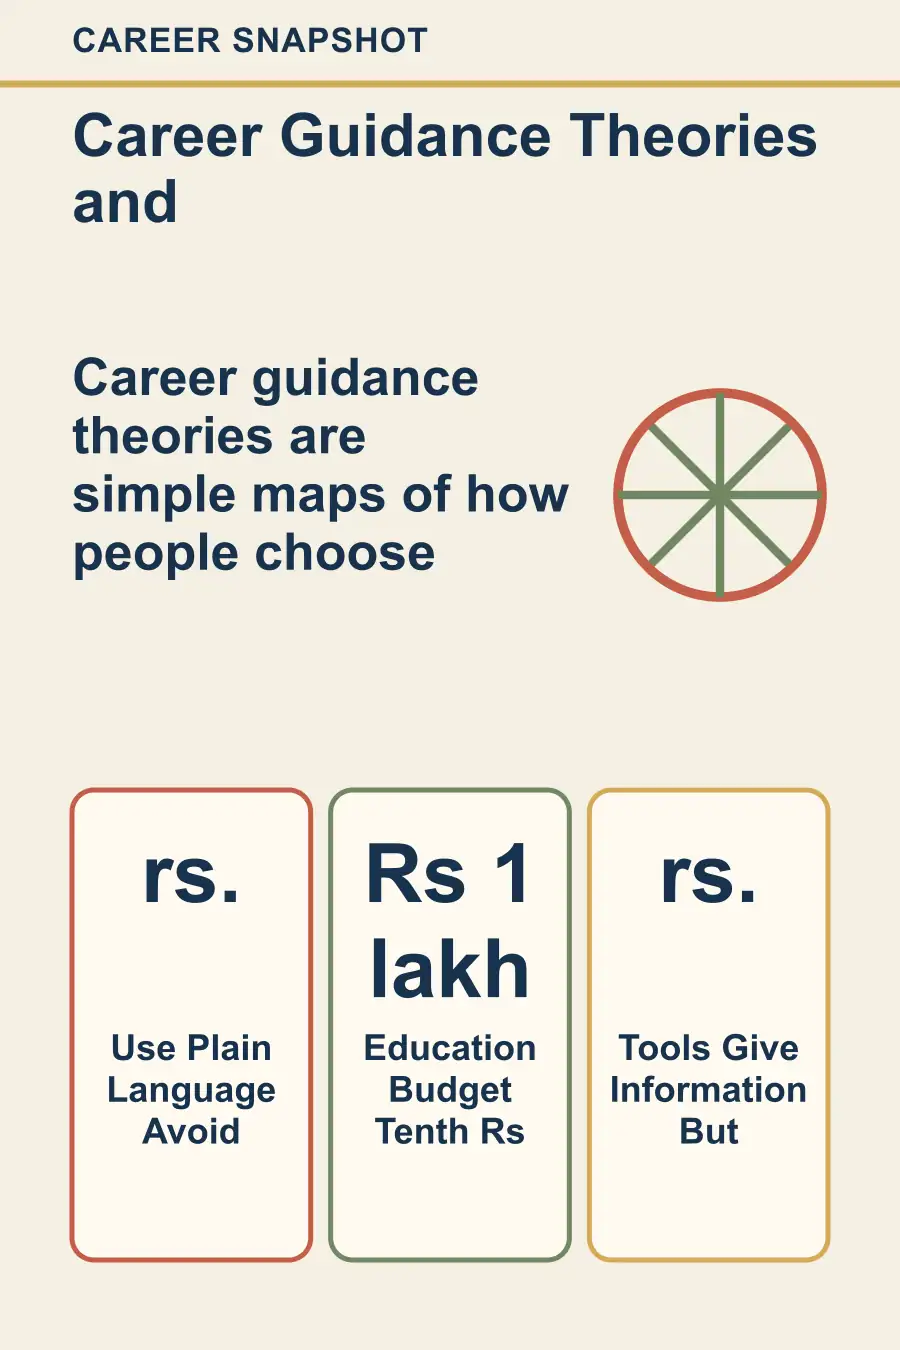 CAREER SNAPSHOT
Career Guidance Theories
and
Career guidance
theories are
simple maps of how
people choose
rs.
Use Plain
Language
Avoid
Rs 1
lakh
Education
Budget
Tenth Rs
rs.
Tools Give
Information
But